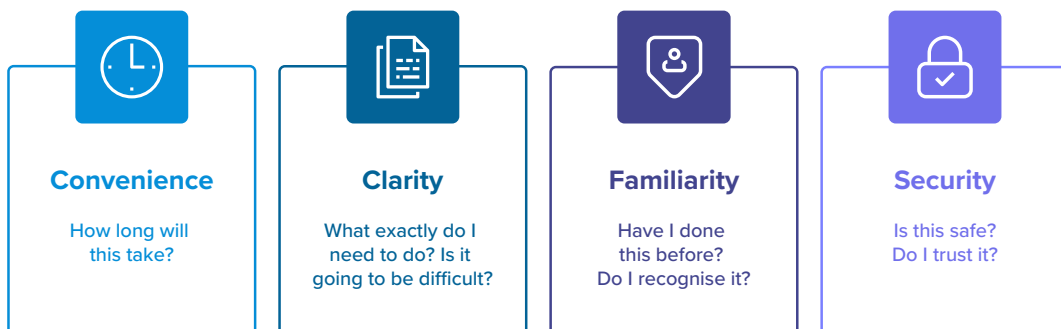 Convenience
How long will
this take?
Clarity
What exactly do I
need to do? Is it
going to be difficult?
Familiarity
Have I done
this before?
Do I recognise it?
Security
Is this safe?
Do I trust it?